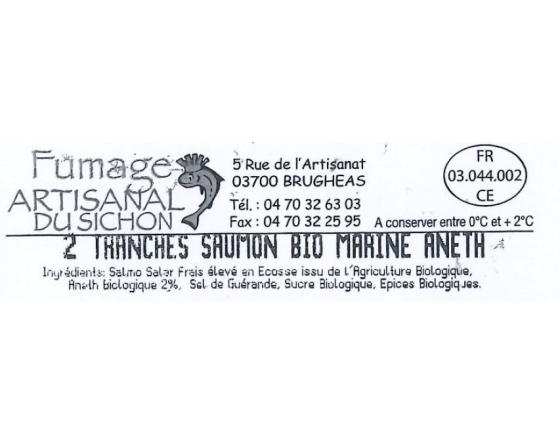 Fumage
ARTISANAL
DU SICHON
5 Rue de l'Artisanat
03700 BRUGHEAS
Tél. : 04 70 32 63 03
Fax : 04 70 32 25 95
A conserver entre 0°C et + 2°C
FR
03.044.002
CE
2 TRANCHES SAUMON BIO MARINE ANETH
Ingrédients: Salmo Salar Frais élevé en Ecosse issu de l'Agriculture Biologique,
Aneth biologique 2%, Sel de Guérande, Sucre Biologique, Epices Biologiques.